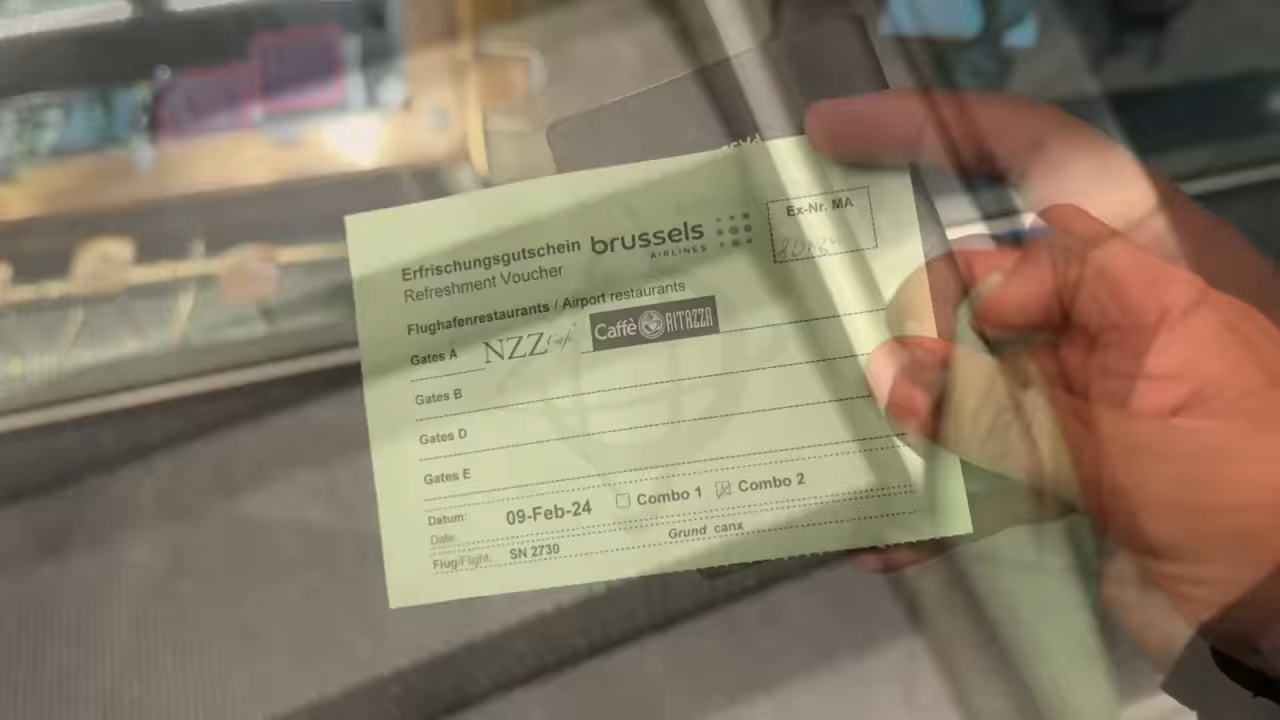 Erfrischungsgutschein
Refreshment Voucher
brussels
AIRLINES
Ex-Nr. MA
Flughafenrestaurants / Airport restaurants
Gates A NZZ Café Caffè RITAZZA
Gates B
Gates D
Gates E
Datum: 09-Feb-24 Combo 1 Combo 2
Date:
Flug/Flight: SN 2730 Grund canx